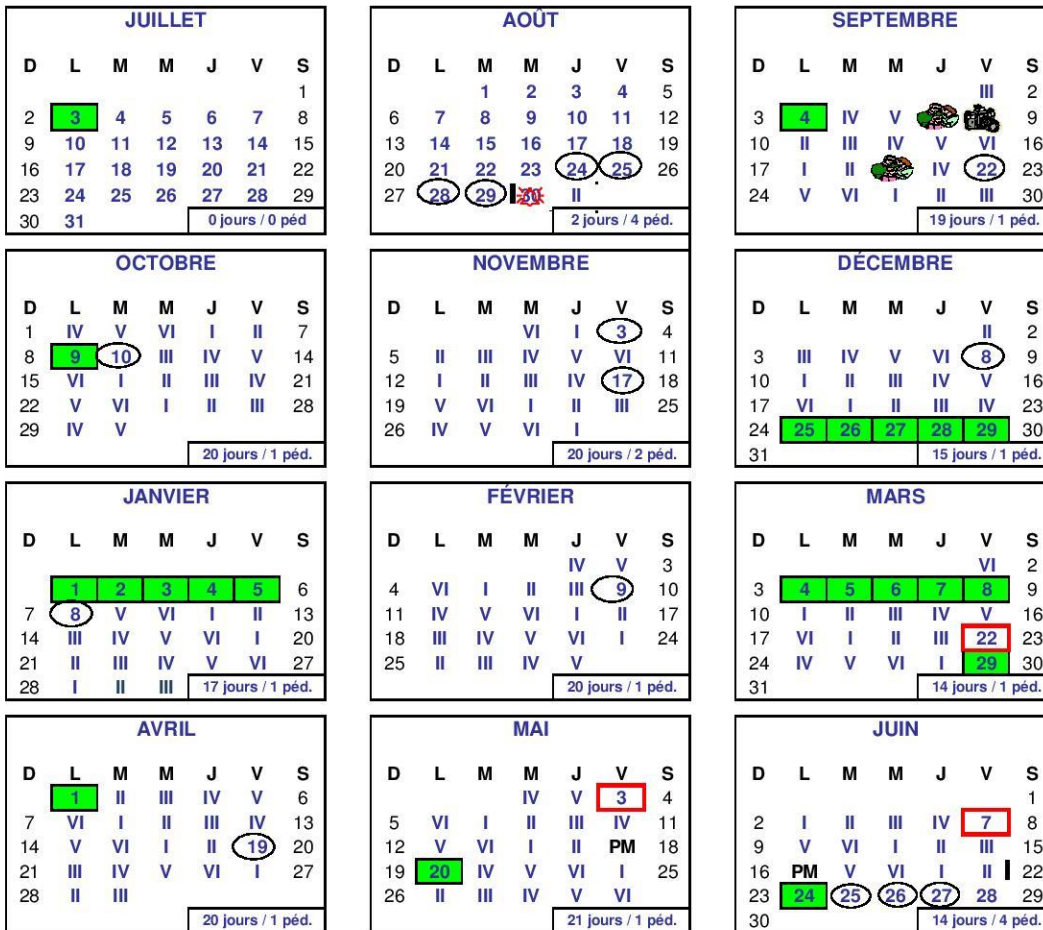 JUILLET
D L M M J V S
1
2 3 4 5 6 7 8
9 10 11 12 13 14 15
16 17 18 19 20 21 22
23 24 25 26 27 28 29
30 31 0 jours / 0 péd
AOÛT
D L M M J V S
1 2 3 4 5
6 7 8 9 10 11 12
13 14 15 16 17 18 19
20 21 22 23 24 25 26
27 28 29 30 II
2 jours / 4 péd.
SEPTEMBRE
D L M M J V S
III 2
3 4 IV V 9
10 II III IV V VI 16
17 I II IV 22 23
24 V VI I II III 30
19 jours / 1 péd.
OCTOBRE
D L M M J V S
1 IV V VI I II 7
8 9 10 III IV V 14
15 VI I II III IV 21
22 V VI I II III 28
29 IV V
20 jours / 1 péd.
NOVEMBRE
D L M M J V S
VI I 3 4
5 II III IV V VI 11
12 I II III IV 17 18
19 V VI I II III 25
26 IV V VI I
20 jours / 2 péd.
DÉCEMBRE
D L M M J V S
II 2
3 III IV V VI 8 9
10 I II III IV V 16
17 VI I II III IV 23
24 25 26 27 28 29 30
31 15 jours / 1 péd.
JANVIER
D L M M J V S
1 2 3 4 5 6
7 8 V VI I II 13
14 III IV V VI I 20
21 II III IV V VI 27
28 I II III 17 jours / 1 péd.
FÉVRIER
D L M M J V S
IV V 3
4 VI I II III 9 10
11 IV V VI I II 17
18 III IV V VI I 24
25 II III IV V
20 jours / 1 péd.
MARS
D L M M J V S
VI 2
3 4 5 6 7 8 9
10 I II III IV V 16
17 VI I II III 22 23
24 IV V VI I 29 30
31 14 jours / 1 péd.
AVRIL
D L M M J V S
1 II III IV V 6
7 VI I II III IV 13
14 V VI I II 19 20
21 III IV V VI I 27
28 II III
20 jours / 1 péd.
MAI
D L M M J V S
IV V 3 4
5 VI I II III IV 11
12 V VI I II PM 18
19 20 IV V VI I 25
26 II III IV V VI
21 jours / 1 péd.
JUIN
D L M M J V S
1
2 I II III IV 7 8
9 V VI I II III 15
16 PM V VI I II 22
23 24 25 26 27 28 29
30 14 jours / 4 péd.